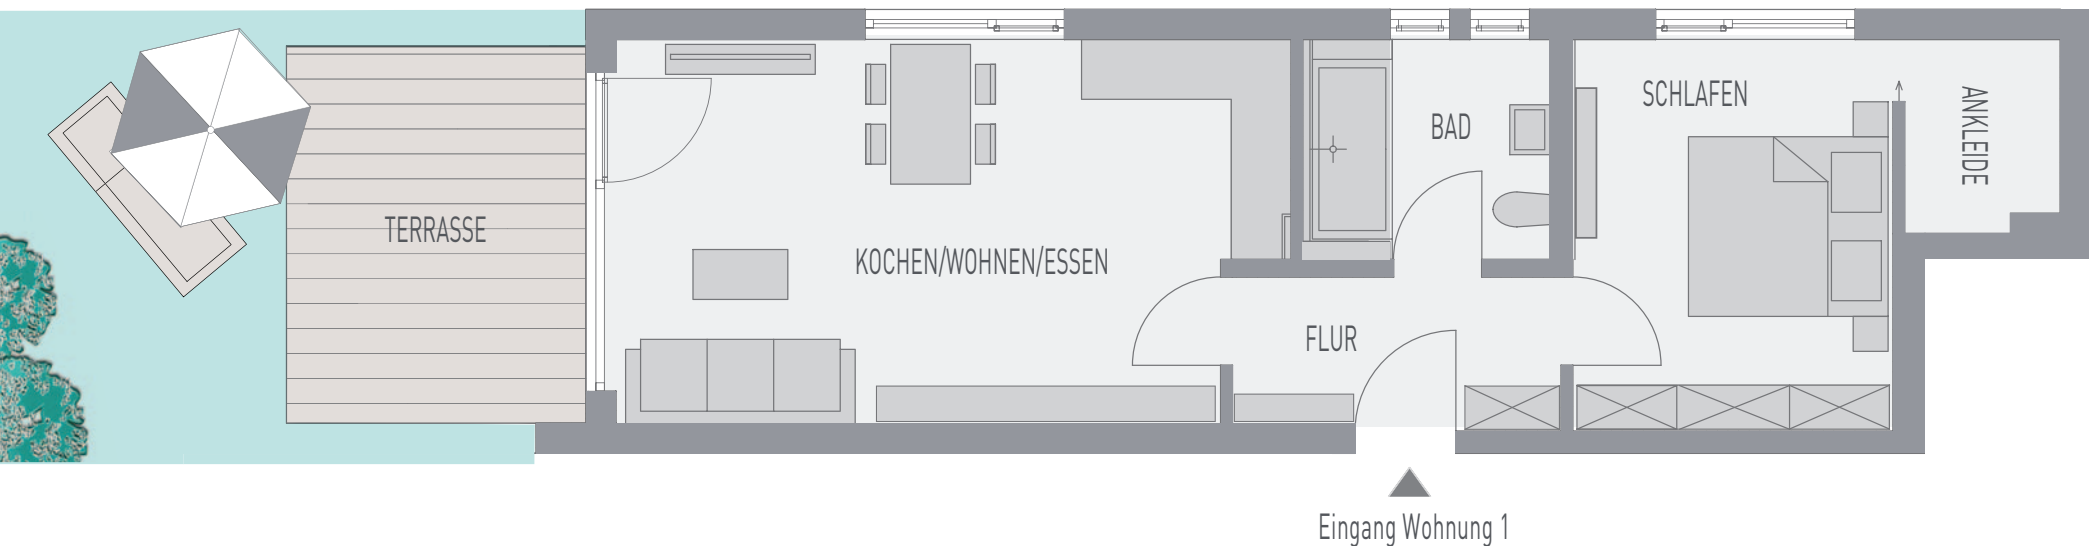 TERRASSE
KOCHEN/WOHNEN/ESSEN
BAD
FLUR
SCHLAFEN
ANKLEIDE
Eingang Wohnung 1